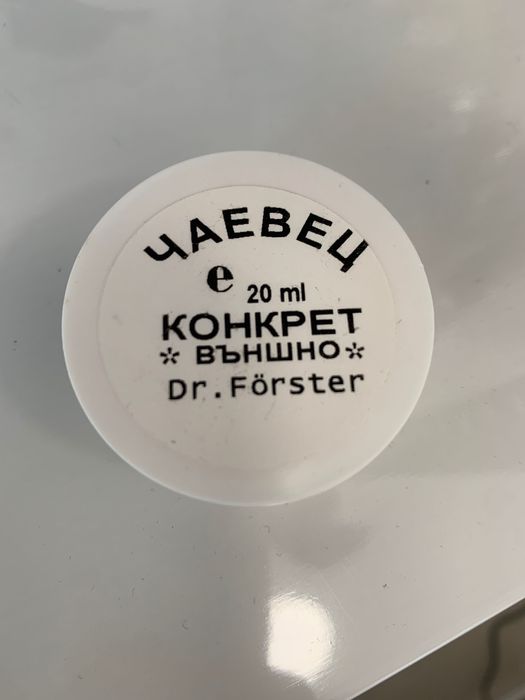 ЧАЕВЕЦ
e 20 ml
КОНКРЕТ
* ВЪНШНО *
Dr.Förster